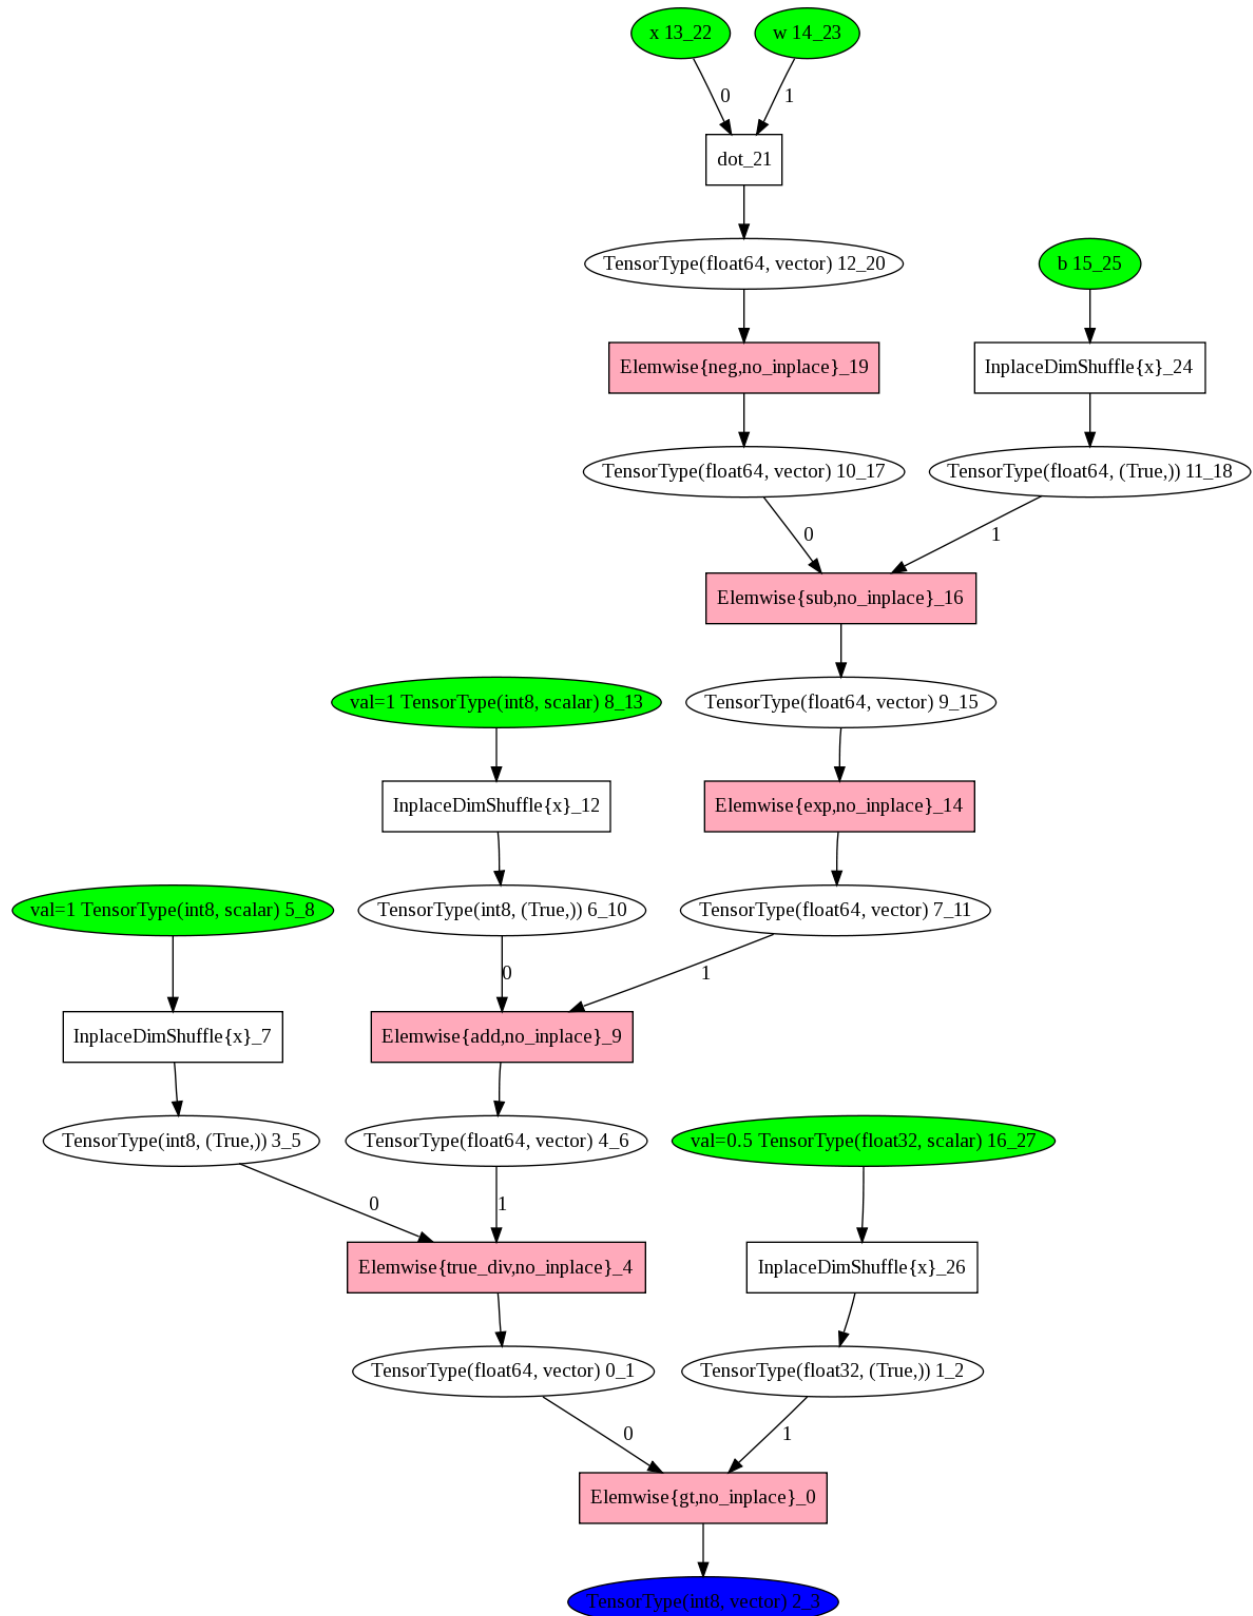 x 13_22
w 14_23
0
1
dot_21
TensorType(float64, vector) 12_20
b 15_25
Elemwise{neg,no_inplace}_19
InplaceDimShuffle{x}_24
TensorType(float64, vector) 10_17
TensorType(float64, (True,)) 11_18
0
1
Elemwise{sub,no_inplace}_16
val=1 TensorType(int8, scalar) 8_13
TensorType(float64, vector) 9_15
InplaceDimShuffle{x}_12
Elemwise{exp,no_inplace}_14
val=1 TensorType(int8, scalar) 5_8
TensorType(int8, (True,)) 6_10
TensorType(float64, vector) 7_11
0
1
InplaceDimShuffle{x}_7
Elemwise{add,no_inplace}_9
TensorType(int8, (True,)) 3_5
TensorType(float64, vector) 4_6
val=0.5 TensorType(float32, scalar) 16_27
0
1
Elemwise{true_div,no_inplace}_4
InplaceDimShuffle{x}_26
TensorType(float64, vector) 0_1
TensorType(float32, (True,)) 1_2
0
1
Elemwise{gt,no_inplace}_0
TensorType(int8, vector) 2_3